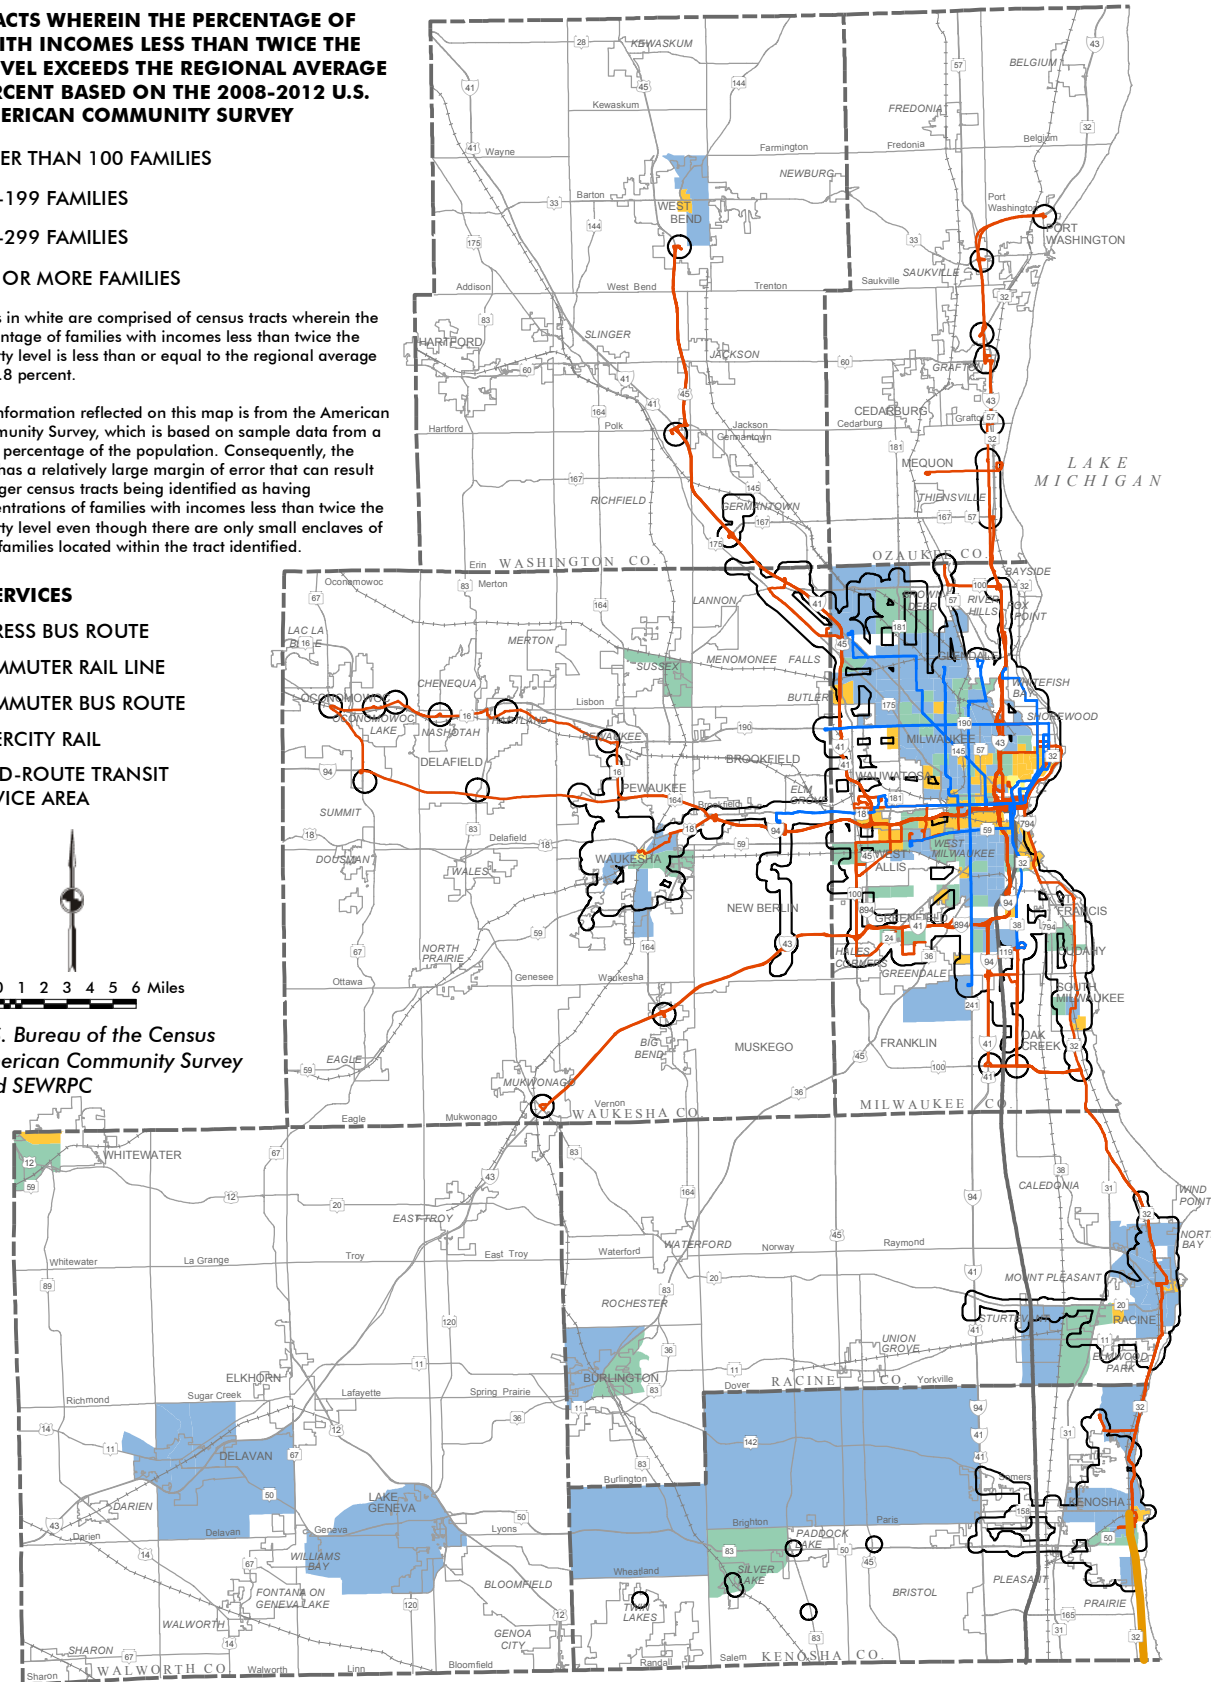 ACTS WHEREIN THE PERCENTAGE OF
ITH INCOMES LESS THAN TWICE THE
VEL EXCEEDS THE REGIONAL AVERAGE
RCENT BASED ON THE 2008-2012 U.S.
MERICAN COMMUNITY SURVEY
ER THAN 100 FAMILIES
-199 FAMILIES
-299 FAMILIES
OR MORE FAMILIES
s in white are comprised of census tracts wherein the
ntage of families with incomes less than twice the
rty level is less than or equal to the regional average
.8 percent.
nformation reflected on this map is from the American
munity Survey, which is based on sample data from a
percentage of the population. Consequently, the
has a relatively large margin of error that can result
ger census tracts being identified as having
entrations of families with incomes less than twice the
rty level even though there are only small enclaves of
families located within the tract identified.
ERVICES
RESS BUS ROUTE
MMUTER RAIL LINE
MMUTER BUS ROUTE
ERCITY RAIL
D-ROUTE TRANSIT
VICE AREA
0 1 2 3 4 5 6 Miles
. Bureau of the Census
merican Community Survey
d SEWRPC
KEWASKUM
Kewaskum
Wayne
Farmington
Barton
WEST
BEND
NEWBURG
Addison
West Bend
Trenton
HARTFORD
SLINGER
JACKSON
Hartford
Polk
Jackson
Germantown
RICHFIELD
GERMANTOWN
Erin
WASHINGTON CO.
BELGIUM
FREDONIA
Fredonia
Belgium
Port
Washington
PORT
WASHINGTON
SAUKVILLE
Saukville
GRAFTON
CEDARBURG
Cedarburg
Grafton
MEQUON
THIENSVILLE
LAKE
MICHIGAN
OZAUKEE CO.
BAYSIDE
BROWN
DEER
RIVER
HILLS
FOX
POINT
GLENDALE
WHITEFISH
BAY
SHOREWOOD
MILWAUKEE
WAUWATOSA
WEST
MILWAUKEE
WEST
ALLIS
ST
FRANCIS
GREENFIELD
CUDAHY
HALES
CORNERS
GREENDALE
SOUTH
MILWAUKEE
FRANKLIN
OAK
CREEK
MILWAUKEE CO.
Oconomowoc
Merton
LAC LA
BELLE
MERTON
LANNON
SUSSEX
MENOMONEE FALLS
BUTLER
CHENEQUA
OCONOMOWOC
OCONOMOWOC
LAKE
NASHOTAH
HARTLAND
Lisbon
PEWAUKEE
DELAFIELD
PEWAUKEE
BROOKFIELD
ELM
GROVE
Brookfield
SUMMIT
Delafield
DOUSMAN
WALES
WAUKESHA
NEW BERLIN
NORTH
PRAIRIE
Ottawa
Genesee
Waukesha
BIG
BEND
MUSKEGO
EAGLE
MUKWONAGO
Eagle
Mukwonago
Vernon
WAUKESHA CO.
WHITEWATER
Whitewater
La Grange
EAST TROY
Troy
East Troy
ELKHORN
Richmond
Sugar Creek
Lafayette
Spring Prairie
DELAVAN
DARIEN
Darien
Delavan
LAKE
GENEVA
Geneva
Lyons
WILLIAMS
BAY
FONTANA ON
GENEVA LAKE
BLOOMFIELD
WALWORTH
GENOA
CITY
SHARON
Sharon
WALWORTH CO.
Walworth
Linn
Bloomfield
WATERFORD
Waterford
Norway
Raymond
CALEDONIA
WIND
POINT
NORTH
BAY
ROCHESTER
MOUNT PLEASANT
STURTEVANT
RACINE
UNION
GROVE
ELMWOOD
PARK
BURLINGTON
Burlington
Dover
RACINE CO.
Yorkville
Somers
KENOSHA
Brighton
Paris
PADDOCK
LAKE
Wheatland
SILVER
LAKE
TWIN
LAKES
BRISTOL
PLEASANT
PRAIRIE
Randall
Salem
KENOSHA CO.